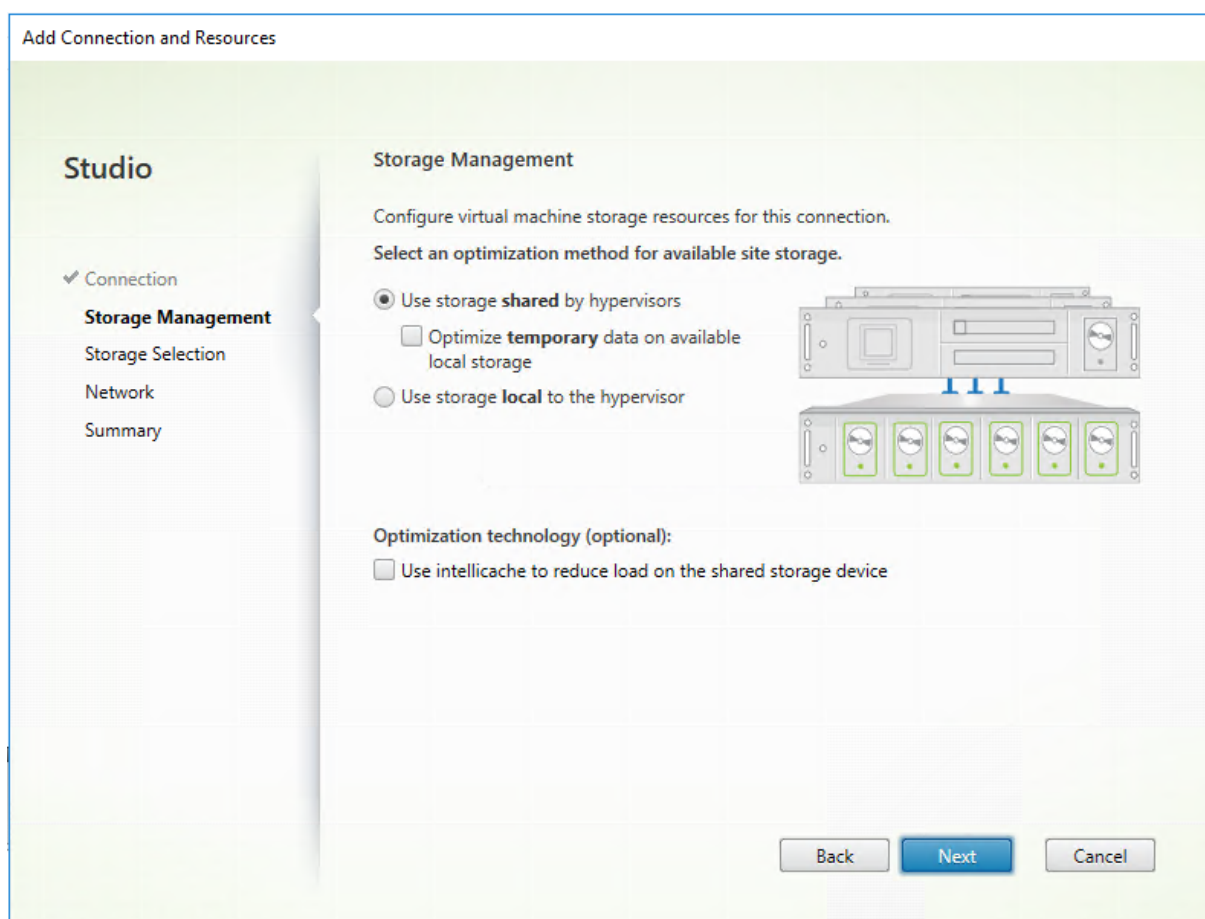 Add Connection and Resources
Studio
Connection
Storage Management
Storage Selection
Network
Summary
Storage Management
Configure virtual machine storage resources for this connection.
Select an optimization method for available site storage.
Use storage shared by hypervisors
Optimize temporary data on available
local storage
Use storage local to the hypervisor
Optimization technology (optional):
Use intellicache to reduce load on the shared storage device
Back
Next
Cancel